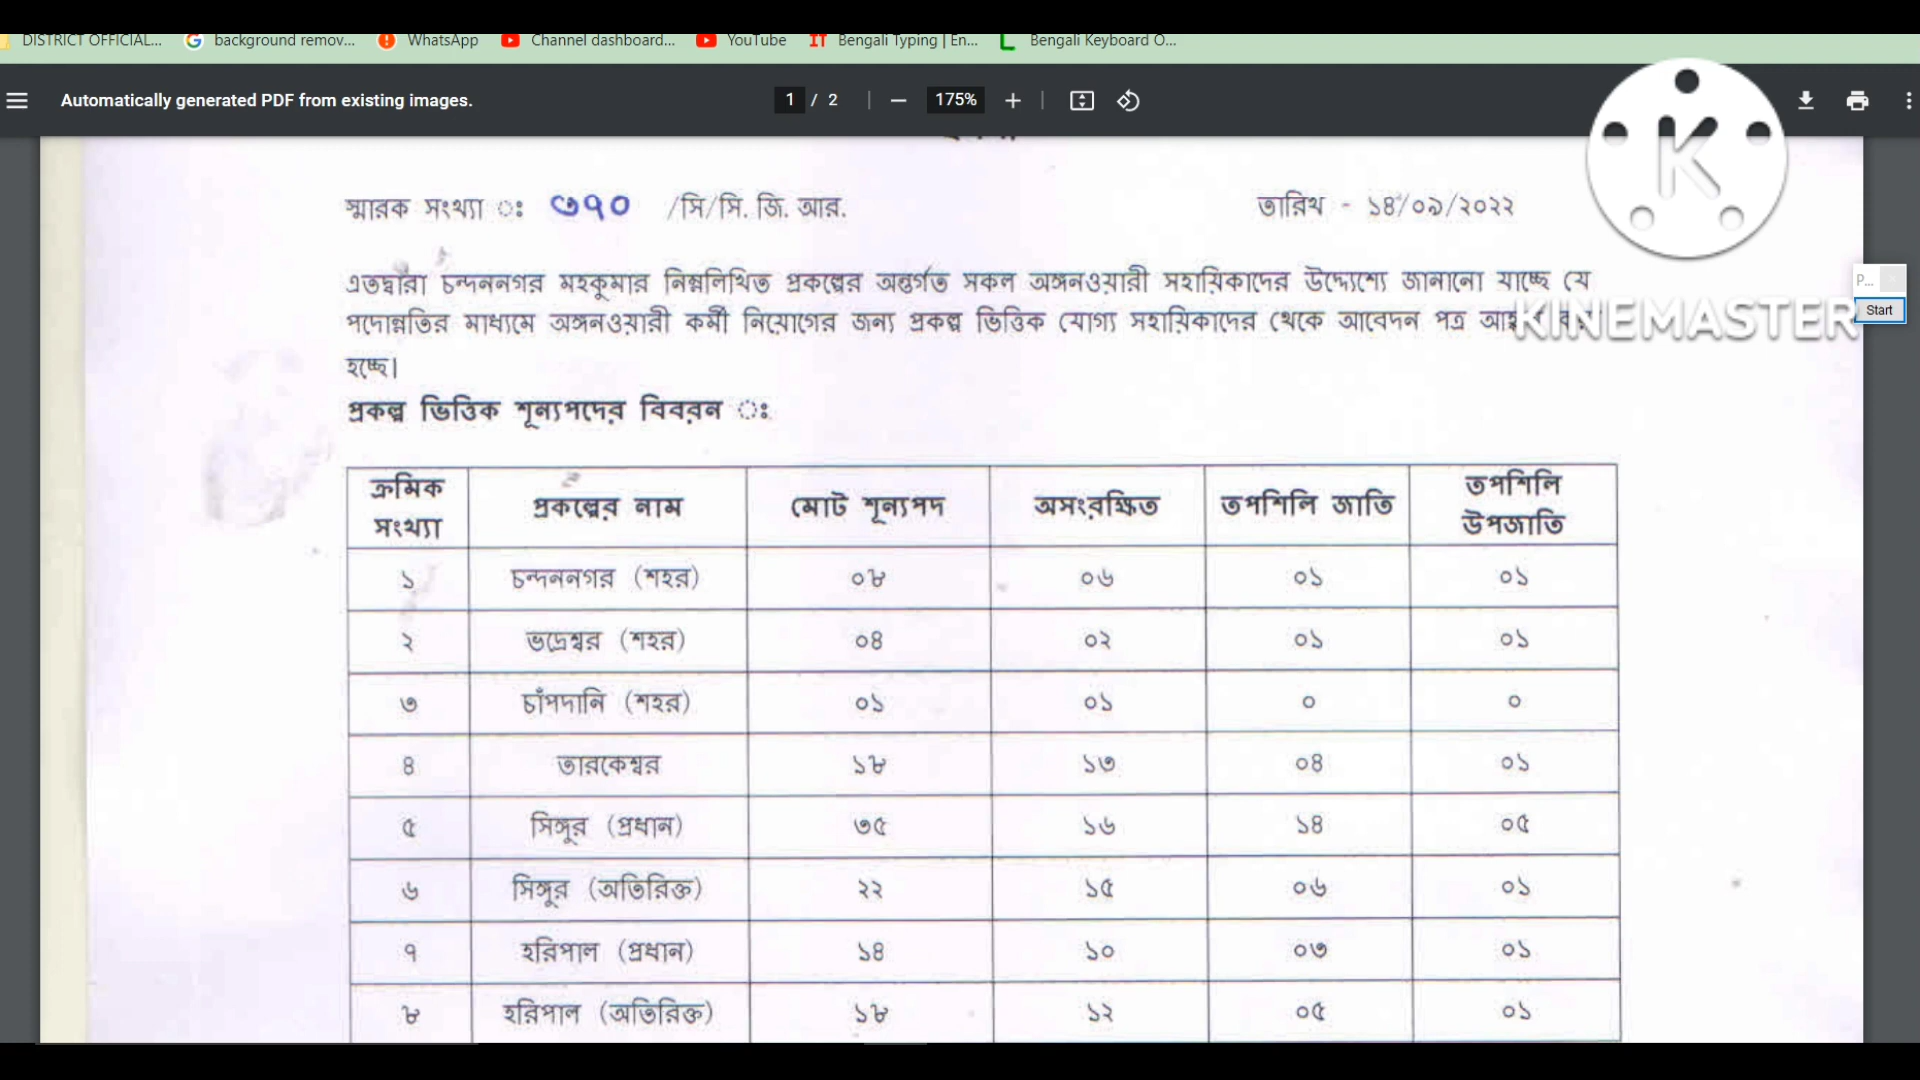 DISTRICT OFFICIAL... background remov... WhatsApp Channel dashboard... YouTube IT Bengali Typing | En... Bengali Keyboard O...
Automatically generated PDF from existing images. 1 / 2 175%
স্মারক সংখ্যা ঃ ৩৭০ /সি/সি. জি. আর. তারিখ - ১৪/০৯/২০২২
এতদ্বারা চন্দননগর মহকুমার নিম্নলিখিত প্রকল্পের অন্তর্গত সকল অঙ্গনওয়ারী সহায়িকাদের উদ্দ্যেশ্যে জানানো যাচ্ছে যে
পদোন্নতির মাধ্যমে অঙ্গনওয়ারী কর্মী নিয়োগের জন্য প্রকল্প ভিত্তিক যোগ্য সহায়িকাদের থেকে আবেদন পত্র
হচ্ছে।
প্রকল্প ভিত্তিক শূন্যপদের বিবরন ঃ
ক্রমিক সংখ্যা প্রকল্পের নাম মোট শূন্যপদ অসংরক্ষিত তপশিলি জাতি তপশিলি উপজাতি
১ চন্দননগর (শহর) ০৮ ০৬ ০১ ০১
২ ভদ্রেশ্বর (শহর) ০৪ ০২ ০১ ০১
৩ চাঁপদানি (শহর) ০১ ০১ ০ ০
৪ তারকেশ্বর ১৮ ১৩ ০৪ ০১
৫ সিঙ্গুর (প্রধান) ৩৫ ১৬ ১৪ ০৫
৬ সিঙ্গুর (অতিরিক্ত) ২২ ১৫ ০৬ ০১
৭ হরিপাল (প্রধান) ১৪ ১০ ০৩ ০১
৮ হরিপাল (অতিরিক্ত) ১৮ ১২ ০৫ ০১
K
KINEMASTER
P...
Start